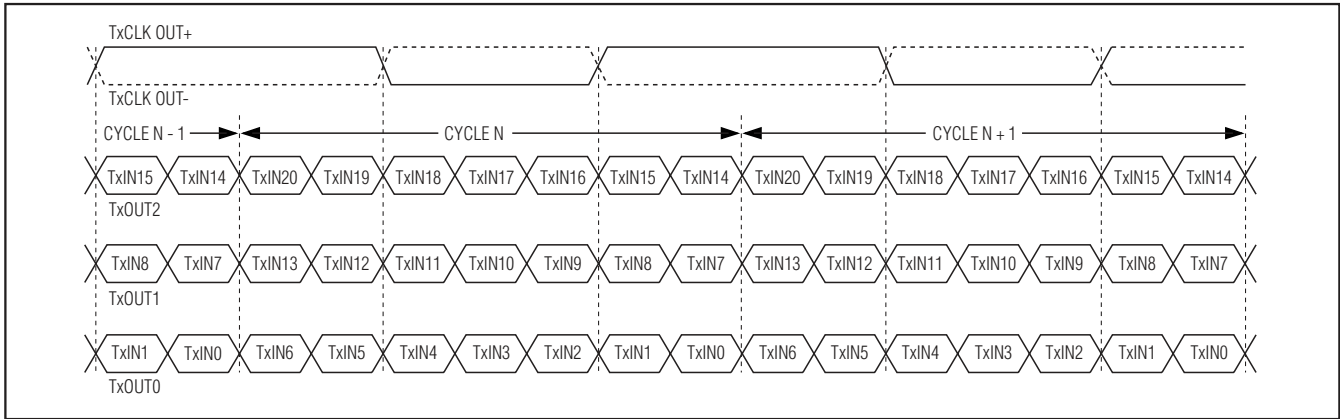 TxCLK OUT+
TxCLK OUT-
CYCLE N - 1 CYCLE N CYCLE N + 1
TxIN15 TxIN14 TxIN20 TxIN19 TxIN18 TxIN17 TxIN16 TxIN15 TxIN14 TxIN20 TxIN19 TxIN18 TxIN17 TxIN16 TxIN15 TxIN14
TxOUT2
TxIN8 TxIN7 TxIN13 TxIN12 TxIN11 TxIN10 TxIN9 TxIN8 TxIN7 TxIN13 TxIN12 TxIN11 TxIN10 TxIN9 TxIN8 TxIN7
TxOUT1
TxIN1 TxIN0 TxIN6 TxIN5 TxIN4 TxIN3 TxIN2 TxIN1 TxIN0 TxIN6 TxIN5 TxIN4 TxIN3 TxIN2 TxIN1 TxIN0
TxOUT0